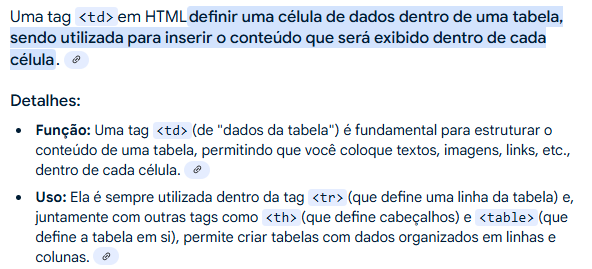 Uma tag <td> em HTML definir uma célula de dados dentro de uma tabela,
sendo utilizada para inserir o conteúdo que será exibido dentro de cada
célula.
Detalhes:
• Função: Uma tag <td> (de "dados da tabela") é fundamental para estruturar o
conteúdo de uma tabela, permitindo que você coloque textos, imagens, links, etc.,
dentro de cada célula.
• Uso: Ela é sempre utilizada dentro da tag <tr> (que define uma linha da tabela) e,
juntamente com outras tags como <th> (que define cabeçalhos) e <table> (que
define a tabela em si), permite criar tabelas com dados organizados em linhas e
colunas.